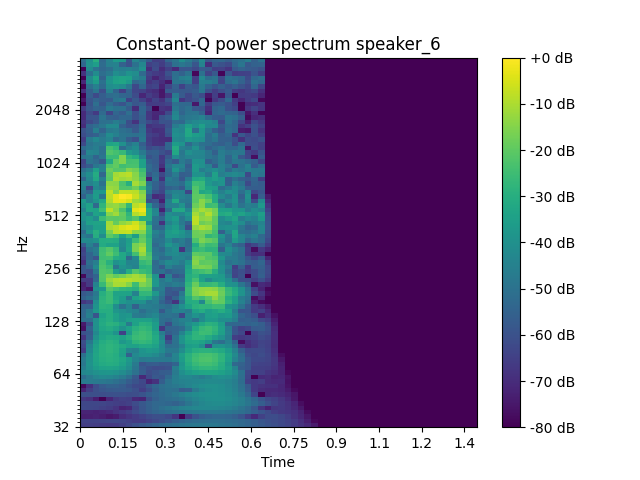 Constant-Q power spectrum speaker_6
+0 dB
-10 dB
-20 dB
-30 dB
-40 dB
-50 dB
-60 dB
-70 dB
-80 dB
Hz
2048
1024
512
256
128
64
32
0 0.15 0.3 0.45 0.6 0.75 0.9 1.1 1.2 1.4
Time